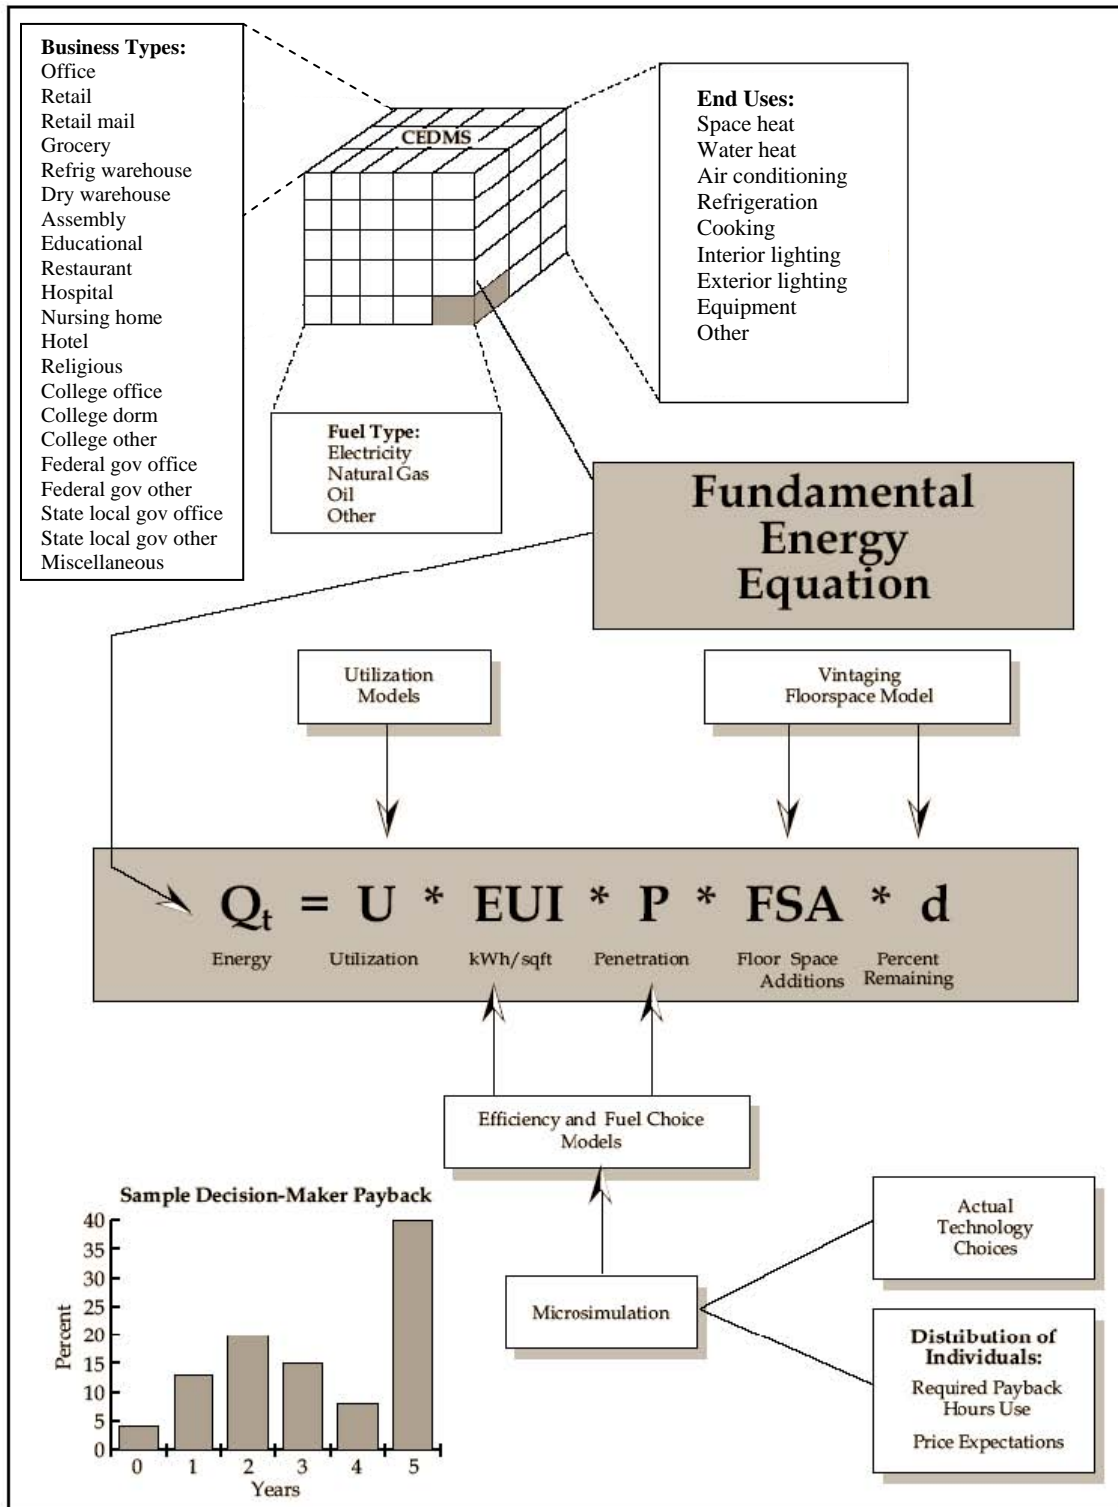 Business Types:
Office
Retail
Retail mail
Grocery
Refrig warehouse
Dry warehouse
Assembly
Educational
Restaurant
Hospital
Nursing home
Hotel
Religious
College office
College dorm
College other
Federal gov office
Federal gov other
State local gov office
State local gov other
Miscellaneous
CEDMS
End Uses:
Space heat
Water heat
Air conditioning
Refrigeration
Cooking
Interior lighting
Exterior lighting
Equipment
Other
Fuel Type:
Electricity
Natural Gas
Oil
Other
Fundamental
Energy
Equation
Utilization
Models
Vintaging
Floorspace Model
Qt = U * EUI * P * FSA * d
Energy Utilization kWh/sqft Penetration Floor Space Percent
Additions Remaining
Efficiency and Fuel Choice
Models
Sample Decision-Maker Payback
40
35
30
25
20
15
10
5
0
Percent
0 1 2 3 4 5
Years
Microsimulation
Actual
Technology
Choices
Distribution of
Individuals:
Required Payback
Hours Use
Price Expectations